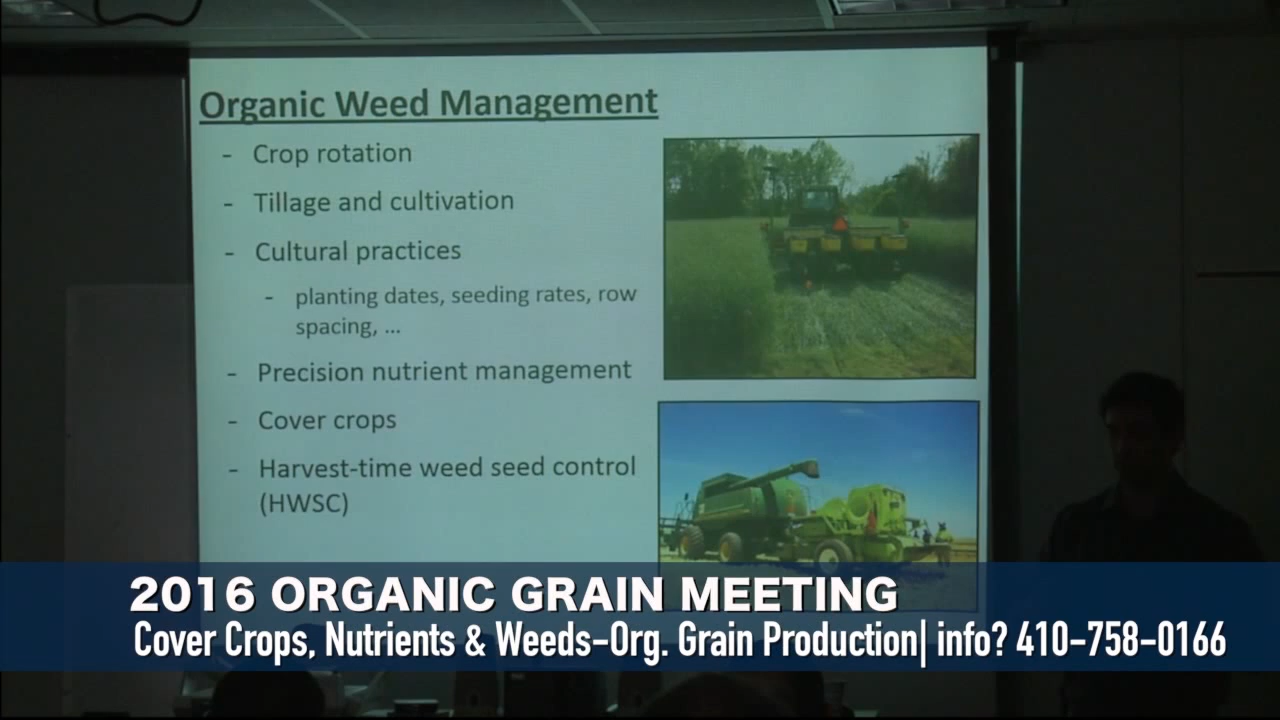 Organic Weed Management
- Crop rotation
- Tillage and cultivation
- Cultural practices
- planting dates, seeding rates, row
spacing, ...
- Precision nutrient management
- Cover crops
- Harvest-time weed seed control
(HWSC)
2016 ORGANIC GRAIN MEETING
Cover Crops, Nutrients & Weeds-Org. Grain Production| info? 410-758-0166